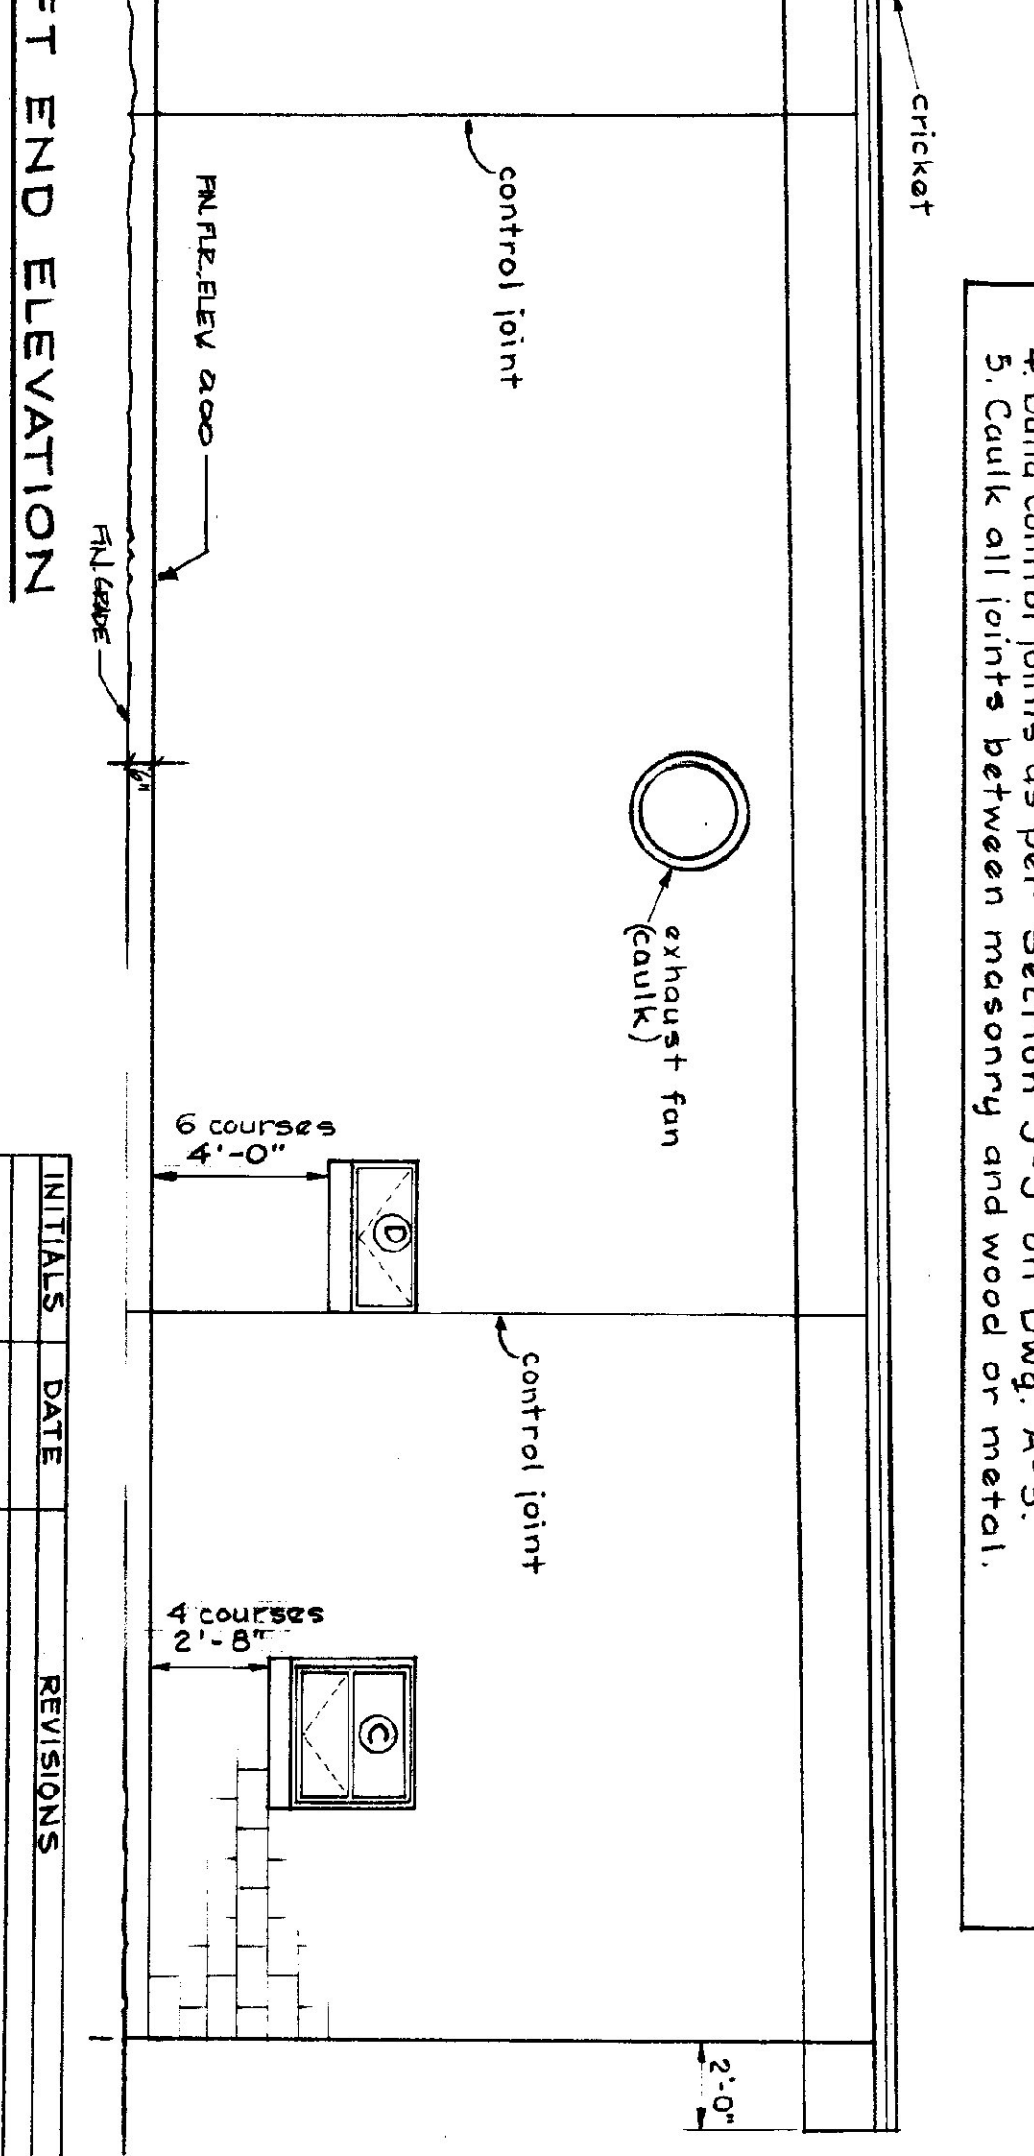 5. Caulk all joints between masonry and wood or metal.
cricket
control joint
exhaust fan
(caulk)
control joint
2'-0"
D
C
6 courses
4'-0"
4 courses
2'-8"
FIN. FLR. ELEV. 0.00
FIN. GRADE
6"
END ELEVATION
INITIALS DATE REVISIONS